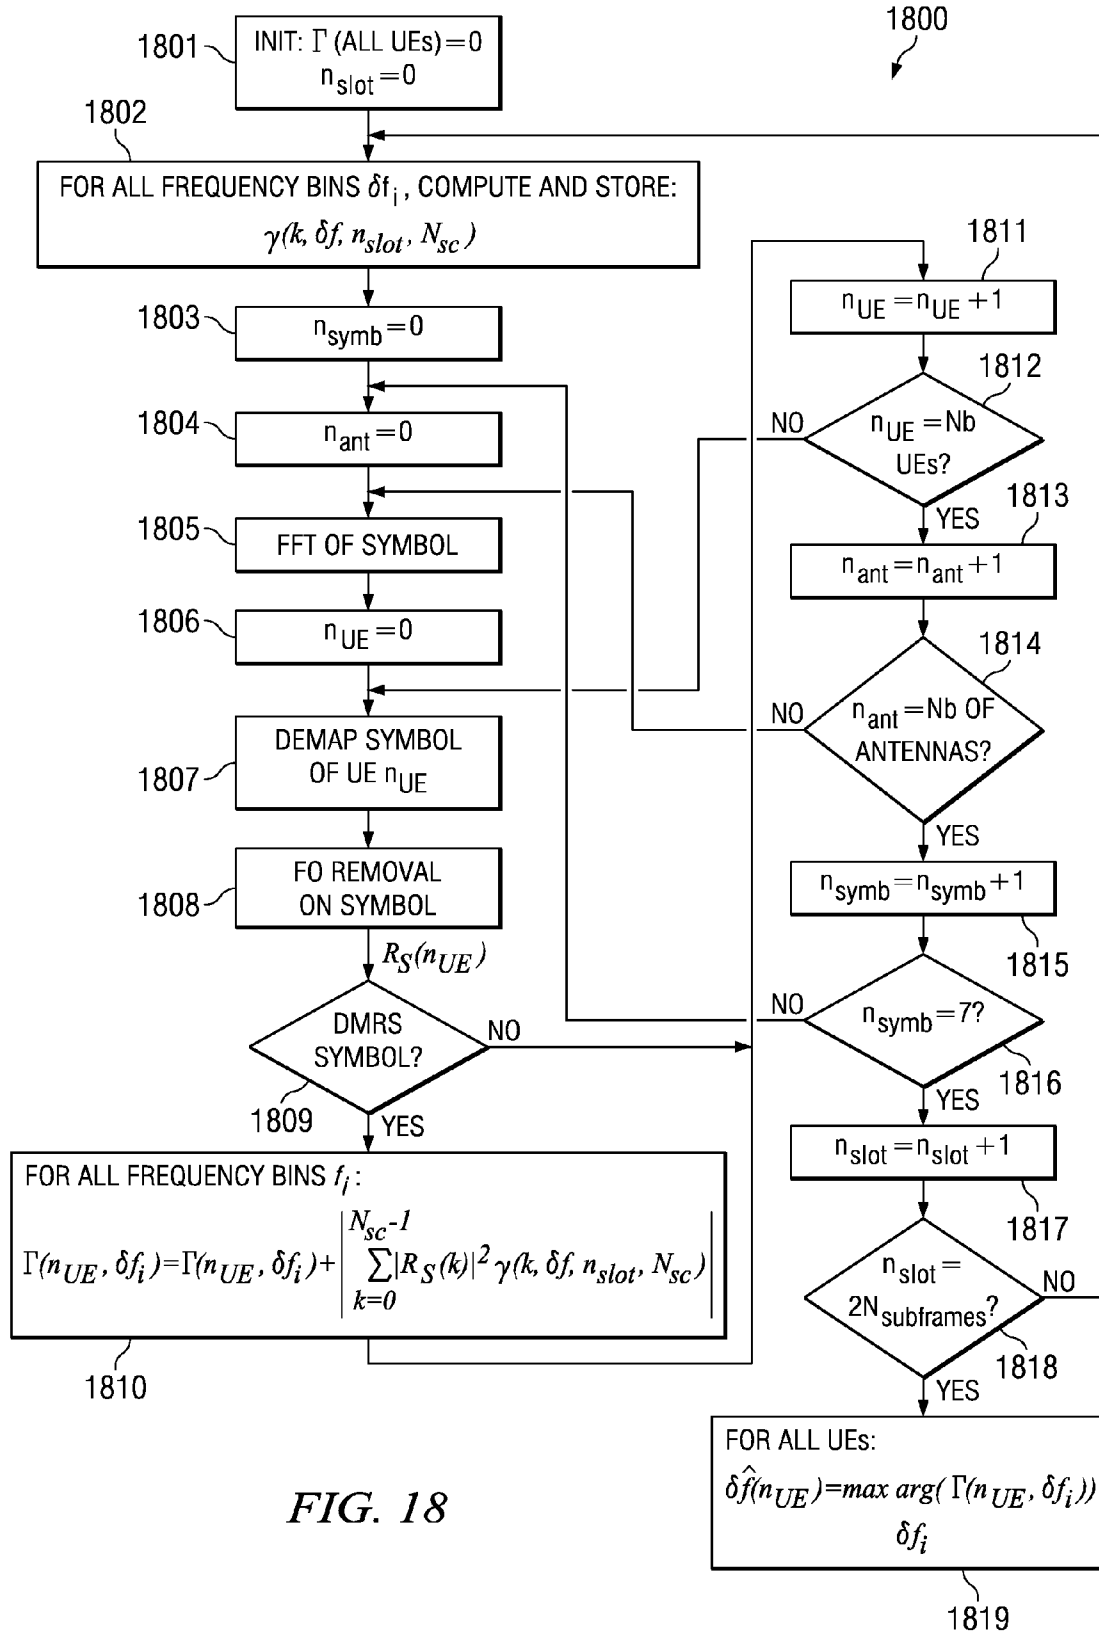 1800
1801
INIT: Γ (ALL UEs)=0
n_slot=0
1802
FOR ALL FREQUENCY BINS δf_i, COMPUTE AND STORE:
γ(k, δf, n_slot, N_sc)
1803
n_symb=0
1804
n_ant=0
1805
FFT OF SYMBOL
1806
n_UE=0
1807
DEMAP SYMBOL
OF UE n_UE
1808
FO REMOVAL
ON SYMBOL
R_S(n_UE)
DMRS
SYMBOL?
NO
1809
YES
FOR ALL FREQUENCY BINS f_i:
Γ(n_UE, δf_i)=Γ(n_UE, δf_i)+|∑_{k=0}^{N_sc-1}|R_S(k)|^2 γ(k, δf, n_slot, N_sc)|
1810
1811
n_UE=n_UE+1
1812
NO
n_UE=Nb
UEs?
YES
1813
n_ant=n_ant+1
1814
NO
n_ant=Nb OF
ANTENNAS?
YES
n_symb=n_symb+1
1815
NO
n_symb=7?
1816
YES
n_slot=n_slot+1
1817
n_slot=
2N_subframes?
NO
1818
YES
FOR ALL UEs:
δf̂(n_UE)=max arg(Γ(n_UE, δf_i))
δf_i
1819
FIG. 18